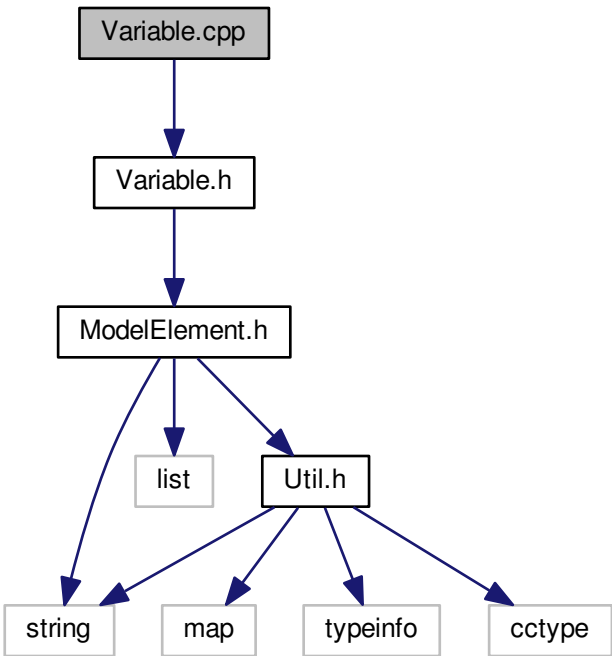 Variable.cpp
Variable.h
ModelElement.h
list
Util.h
string
map
typeinfo
cctype